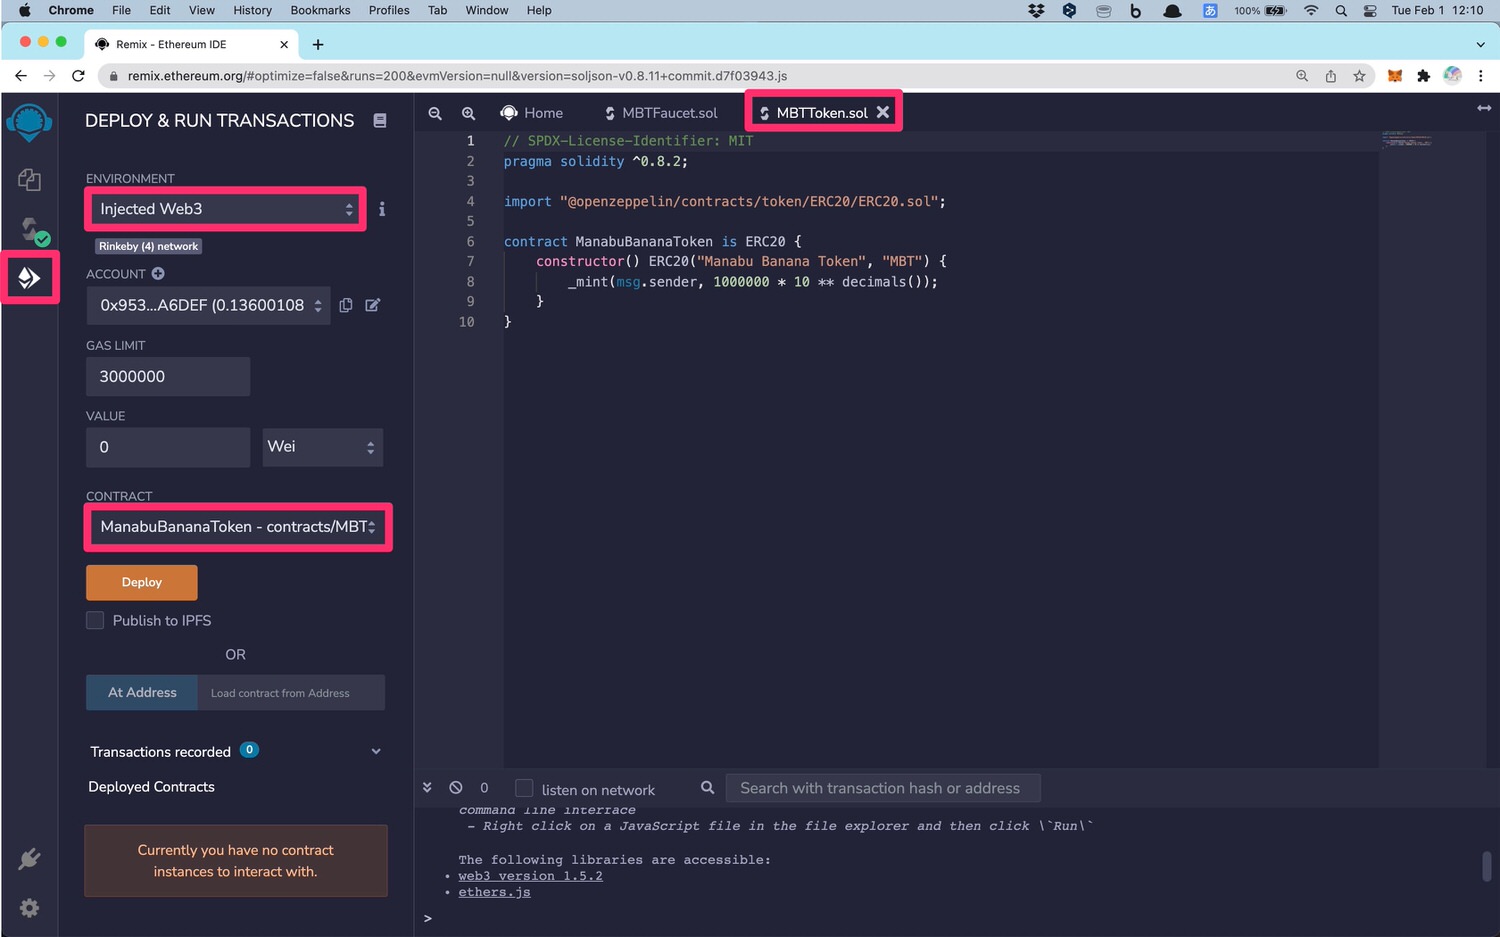 Chrome File Edit View History Bookmarks Profiles Tab Window Help
100% あ Tue Feb 1 12:10
Remix - Ethereum IDE
remix.ethereum.org/#optimize=false&runs=200&evmVersion=null&version=soljson-v0.8.11+commit.d7f03943.js
DEPLOY & RUN TRANSACTIONS
ENVIRONMENT
Injected Web3
Rinkeby (4) network
ACCOUNT
0x953...A6DEF (0.13600108
GAS LIMIT
3000000
VALUE
0 Wei
CONTRACT
ManabuBananaToken - contracts/MBT
Deploy
Publish to IPFS
OR
At Address Load contract from Address
Transactions recorded 0
Deployed Contracts
Currently you have no contract
instances to interact with.
Home MBTFaucet.sol MBTToken.sol
1 // SPDX-License-Identifier: MIT
2 pragma solidity ^0.8.2;
3
4 import "@openzeppelin/contracts/token/ERC20/ERC20.sol";
5
6 contract ManabuBananaToken is ERC20 {
7 constructor() ERC20("Manabu Banana Token", "MBT") {
8 _mint(msg.sender, 1000000 * 10 ** decimals());
9 }
10 }
0 listen on network Search with transaction hash or address
command line interface
- Right click on a JavaScript file in the file explorer and then click \`Run\`
The following libraries are accessible:
• web3 version 1.5.2
• ethers.js
>